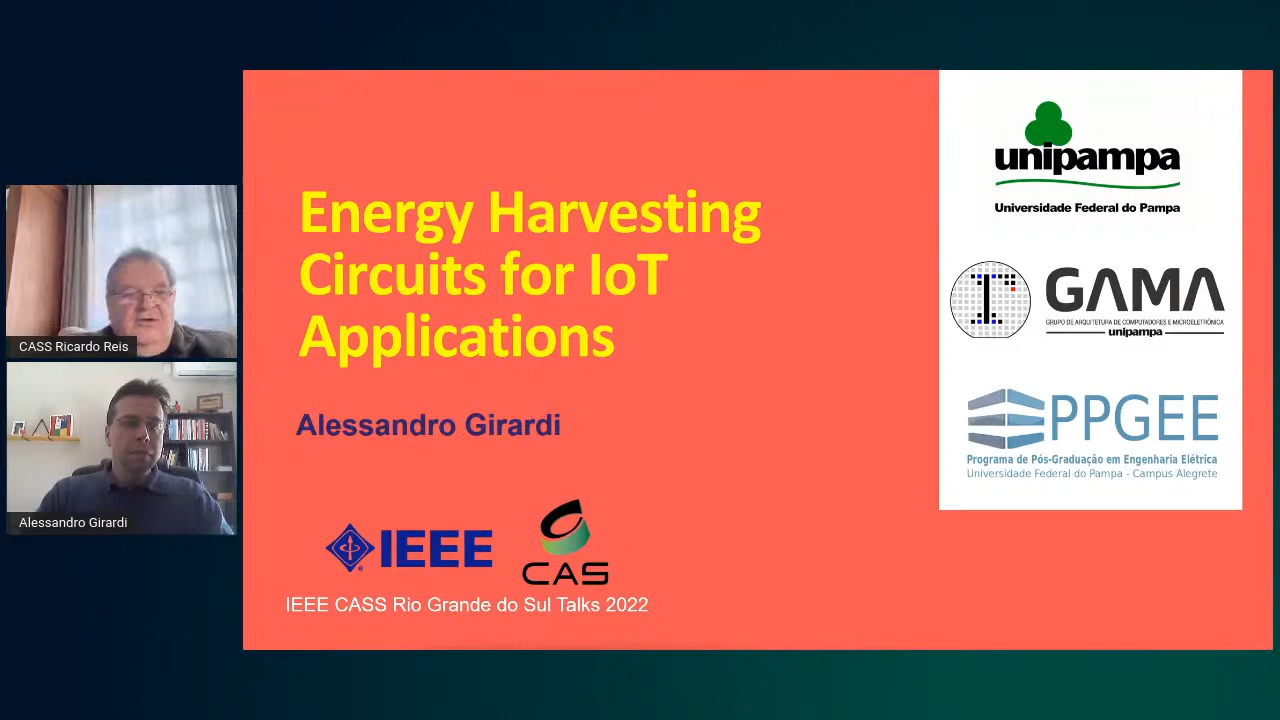 CASS Ricardo Reis
Alessandro Girardi
Energy Harvesting
Circuits for IoT
Applications
Alessandro Girardi
IEEE
CAS
IEEE CASS Rio Grande do Sul Talks 2022
unipampa
Universidade Federal do Pampa
GAMA
GRUPO DE ARQUITETURA DE COMPUTADORES E MICROELETRÔNICA
unipampa
PPGEE
Programa de Pós-Graduação em Engenharia Elétrica
Universidade Federal do Pampa - Campus Alegrete